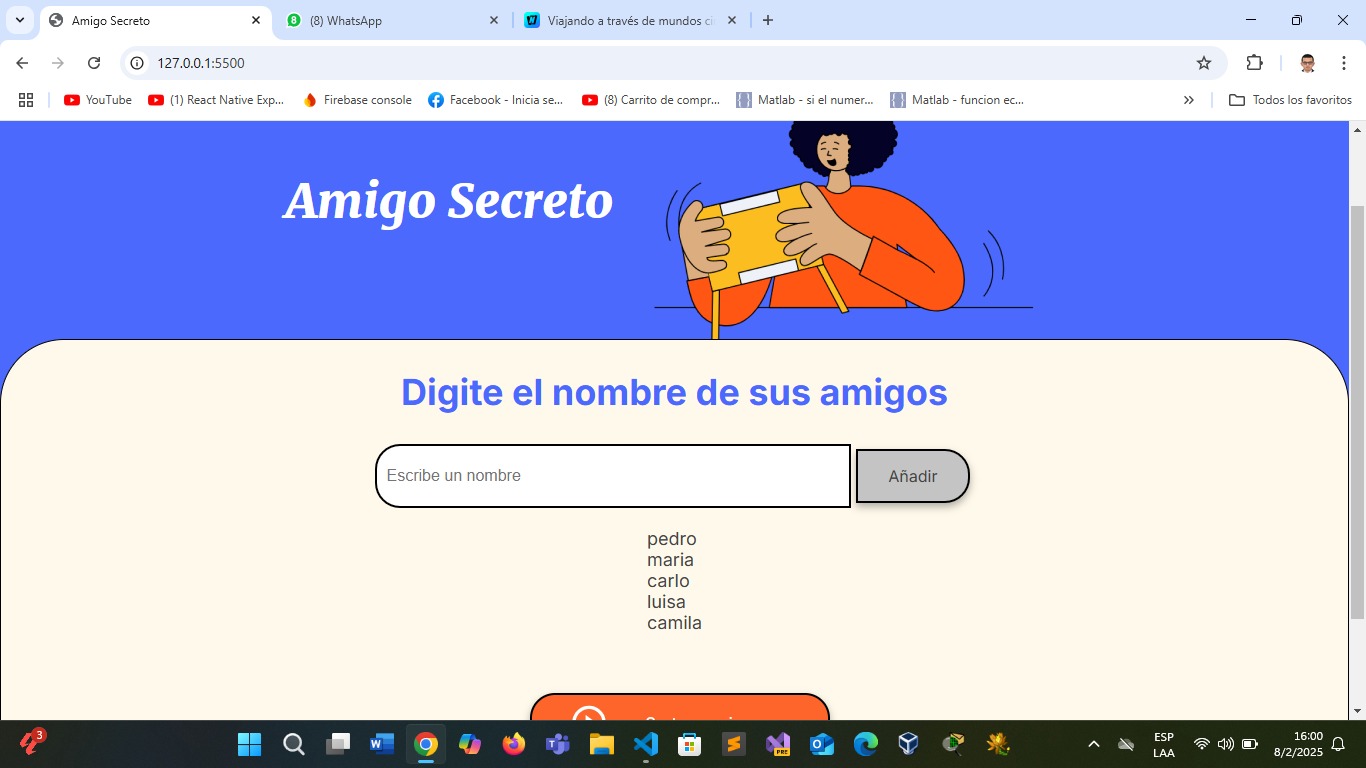 Amigo Secreto
8
(8) WhatsApp
Viajando a través de mundos ci
127.0.0.1:5500
YouTube
(1) React Native Exp...
Firebase console
Facebook - Inicia se...
(8) Carrito de compr...
Matlab - si el numer...
Matlab - funcion ec...
Todos los favoritos
Amigo Secreto
Digite el nombre de sus amigos
Escribe un nombre
Añadir
pedro
maria
carlo
luisa
camila
3
PRE
ESP
LAA
16:00
8/2/2025